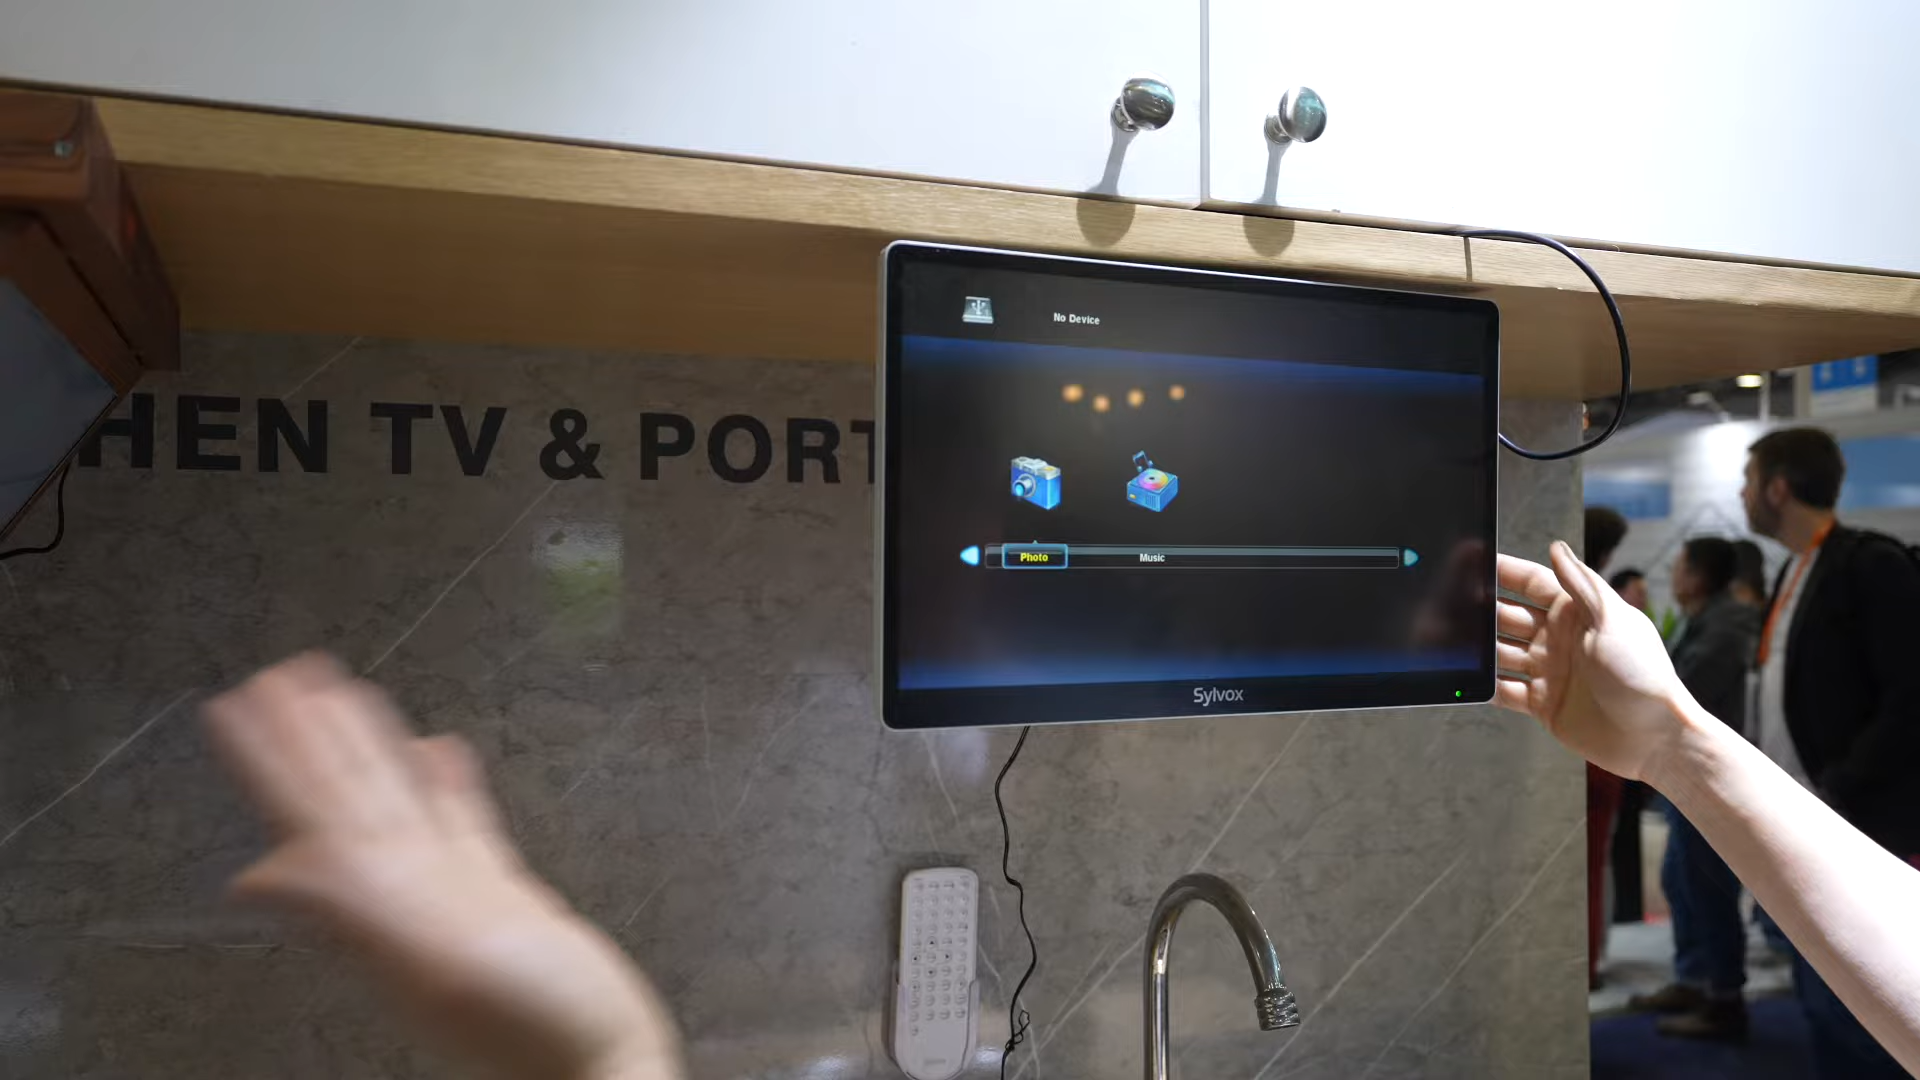 No Device
HEN TV & PORT
Photo
Music
Sylvox